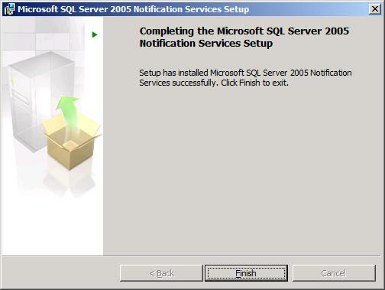 Microsoft SQL Server 2005 Notification Services Setup
Completing the Microsoft SQL Server 2005
Notification Services Setup
Setup has installed Microsoft SQL Server 2005 Notification
Services successfully. Click Finish to exit.
< Back
Finish
Cancel